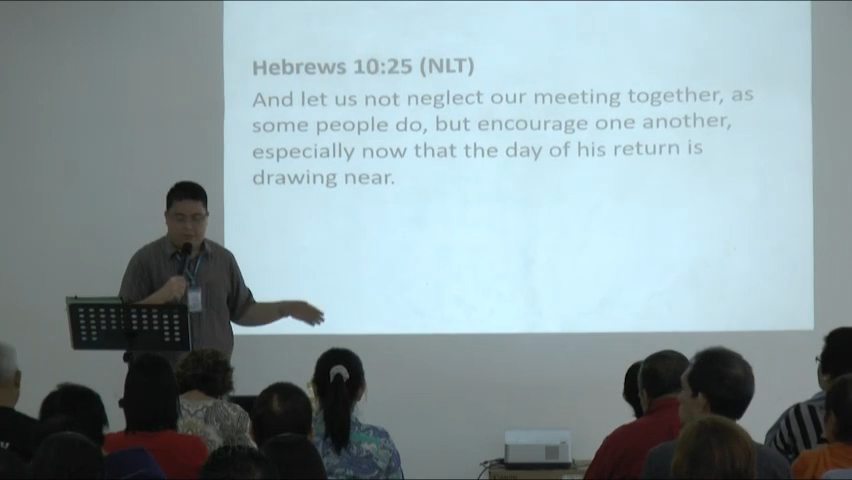 Hebrews 10:25 (NLT)
And let us not neglect our meeting together, as
some people do, but encourage one another,
especially now that the day of his return is
drawing near.